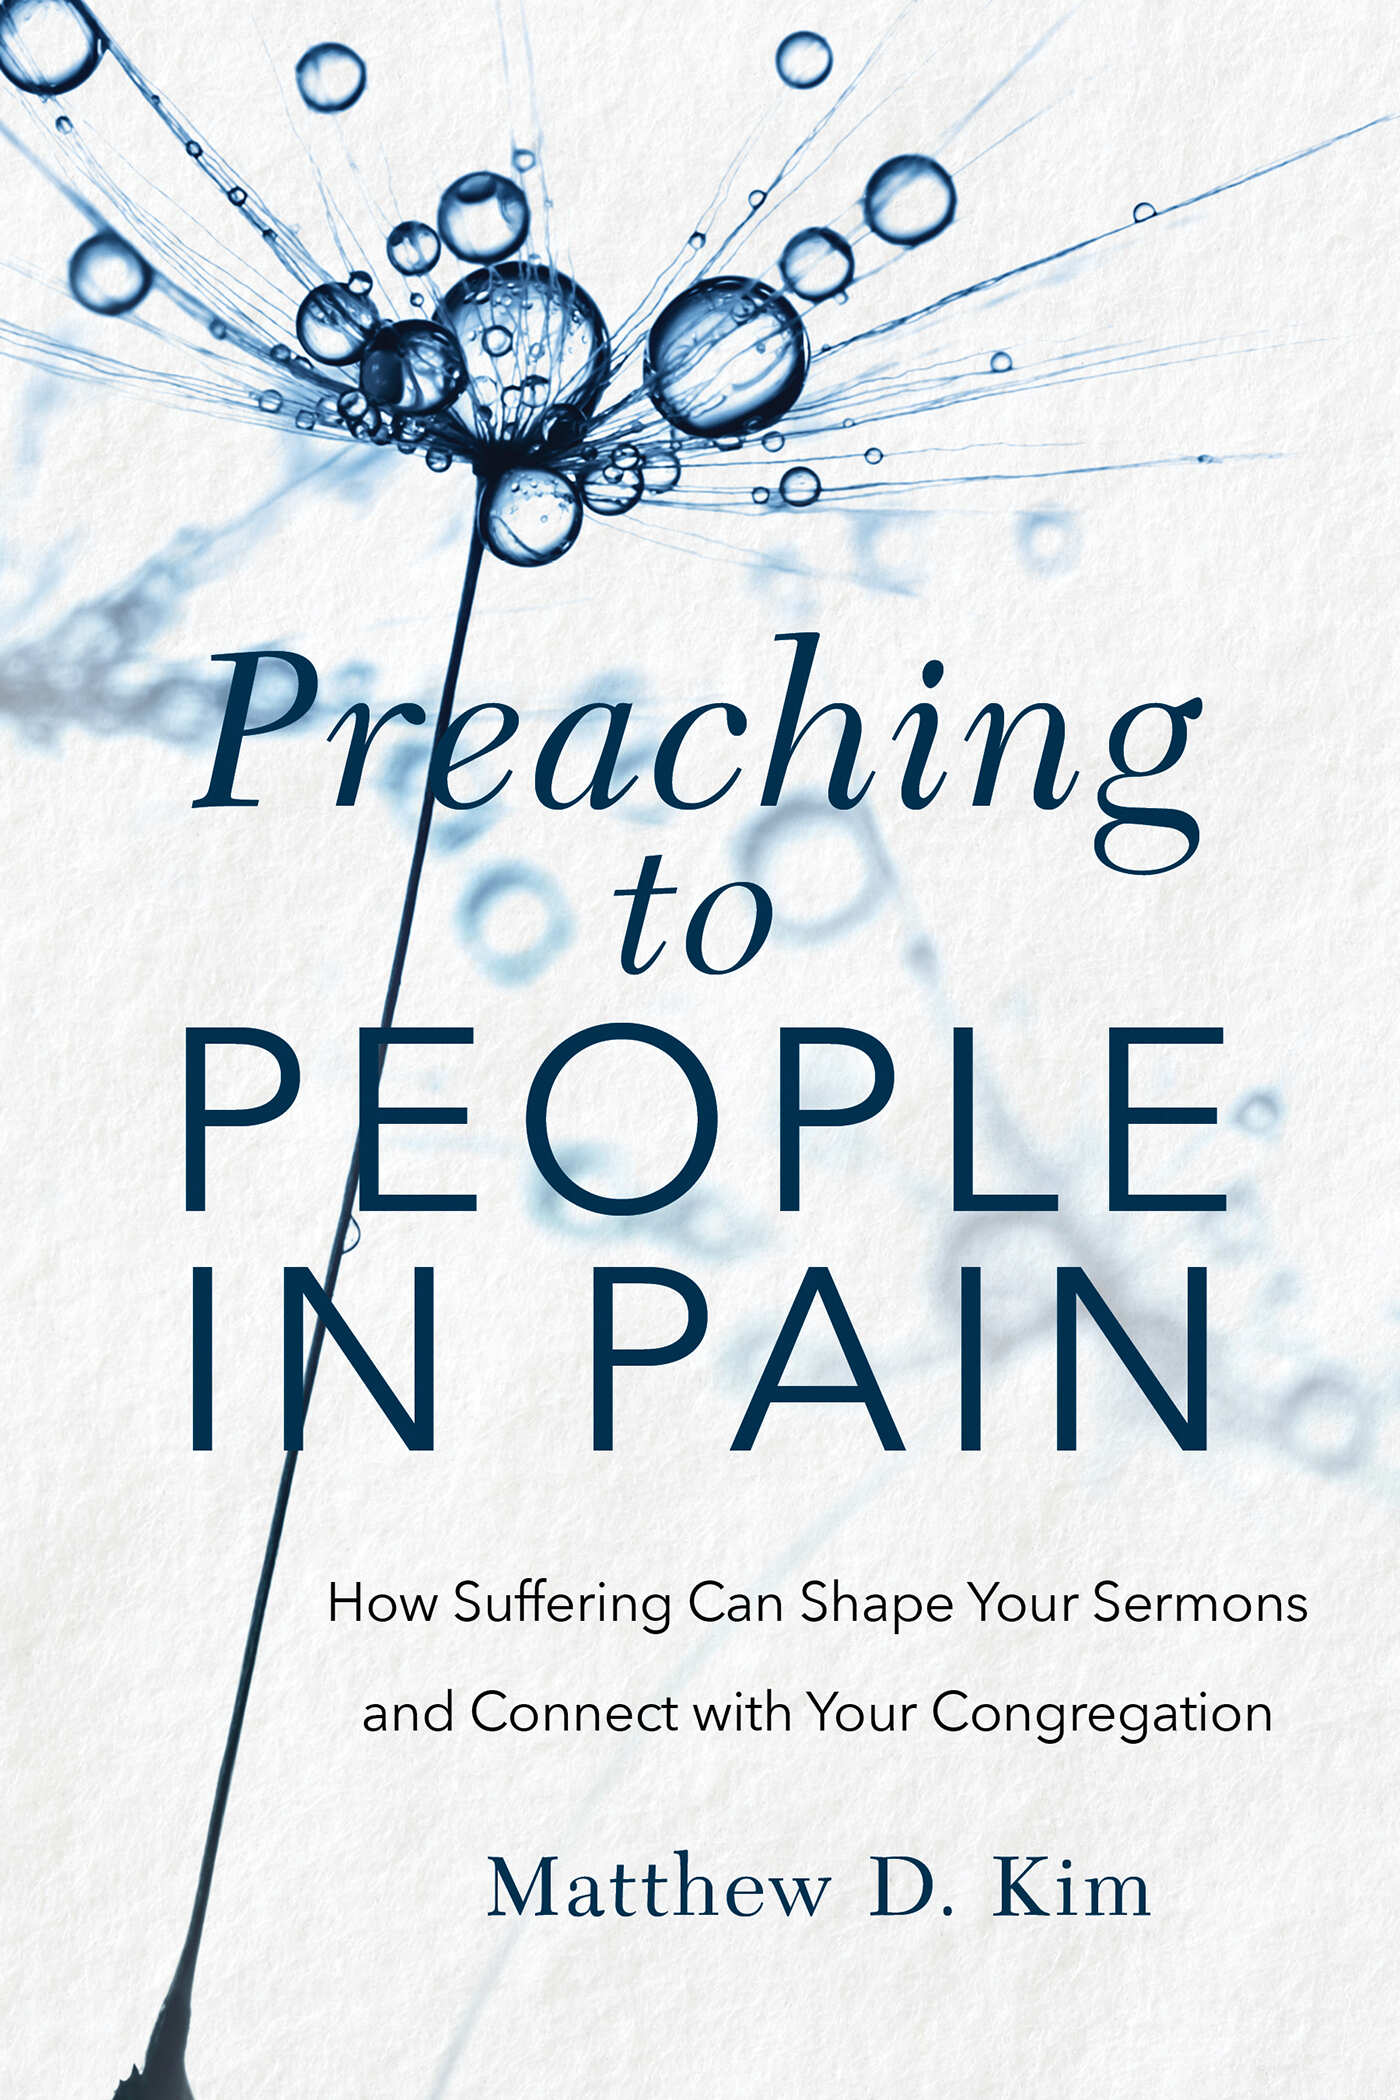 Preaching
to
PEOPLE
IN PAIN
How Suffering Can Shape Your Sermons
and Connect with Your Congregation
Matthew D. Kim